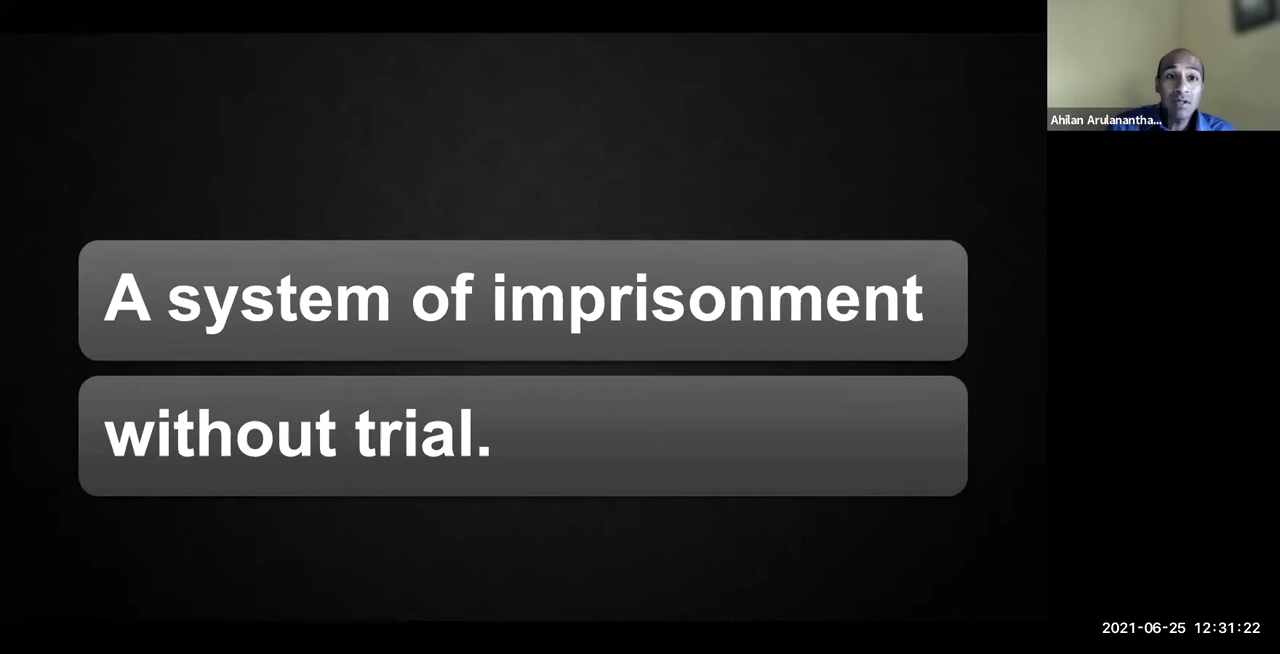 A system of imprisonment
without trial.
Ahilan Arulanantha...
2021-06-25 12:31:22